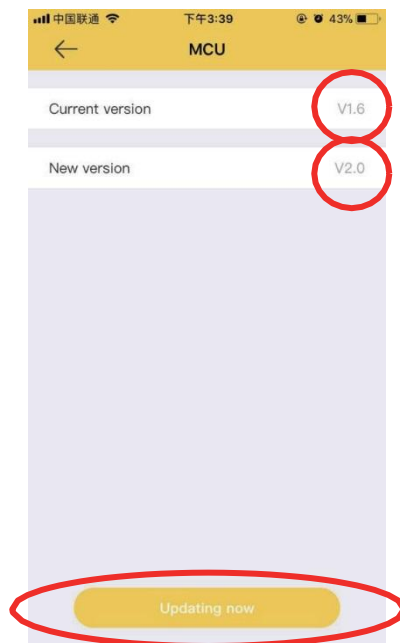 中国联通 下午3:39 43%
MCU
Current version V1.6
New version V2.0
Updating now